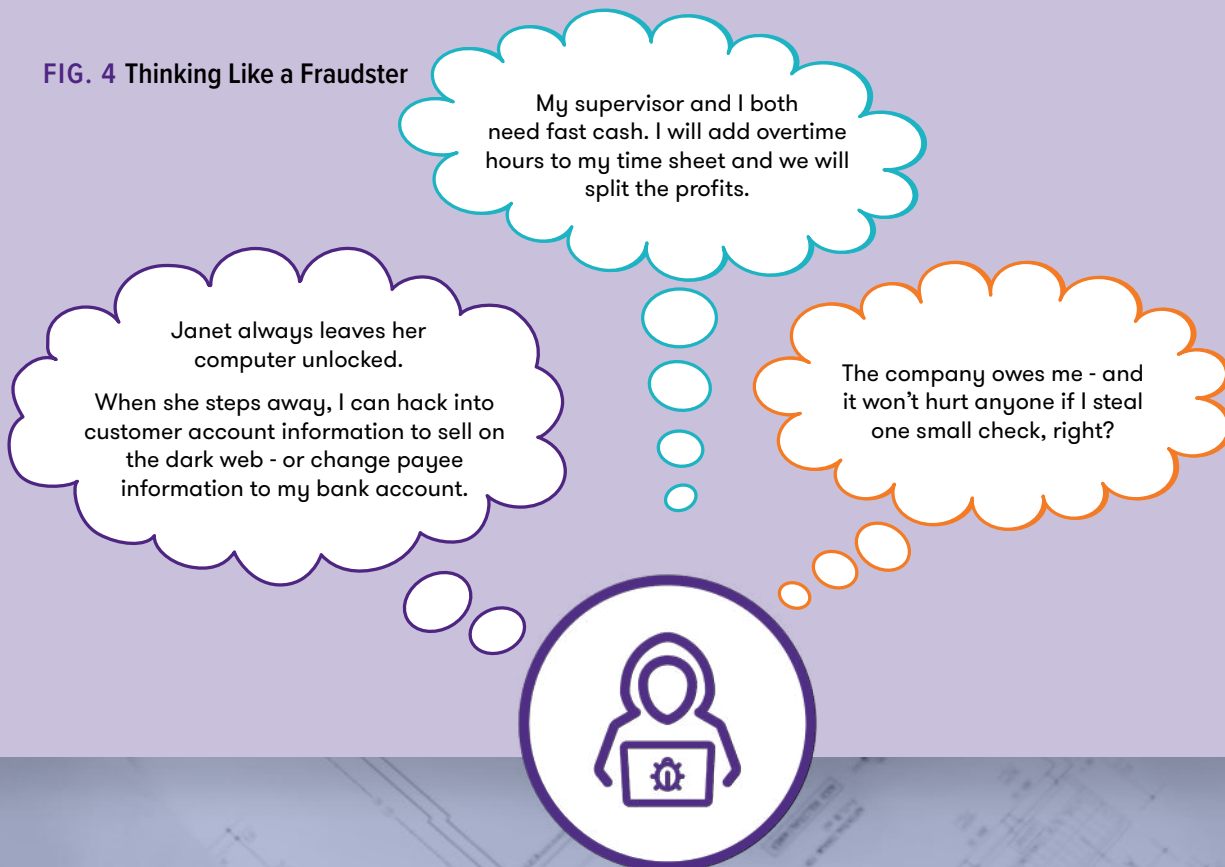 FIG. 4 Thinking Like a Fraudster
My supervisor and I both
need fast cash. I will add overtime
hours to my time sheet and we will
split the profits.
Janet always leaves her
computer unlocked.
When she steps away, I can hack into
customer account information to sell on
the dark web - or change payee
information to my bank account.
The company owes me - and
it won't hurt anyone if I steal
one small check, right?